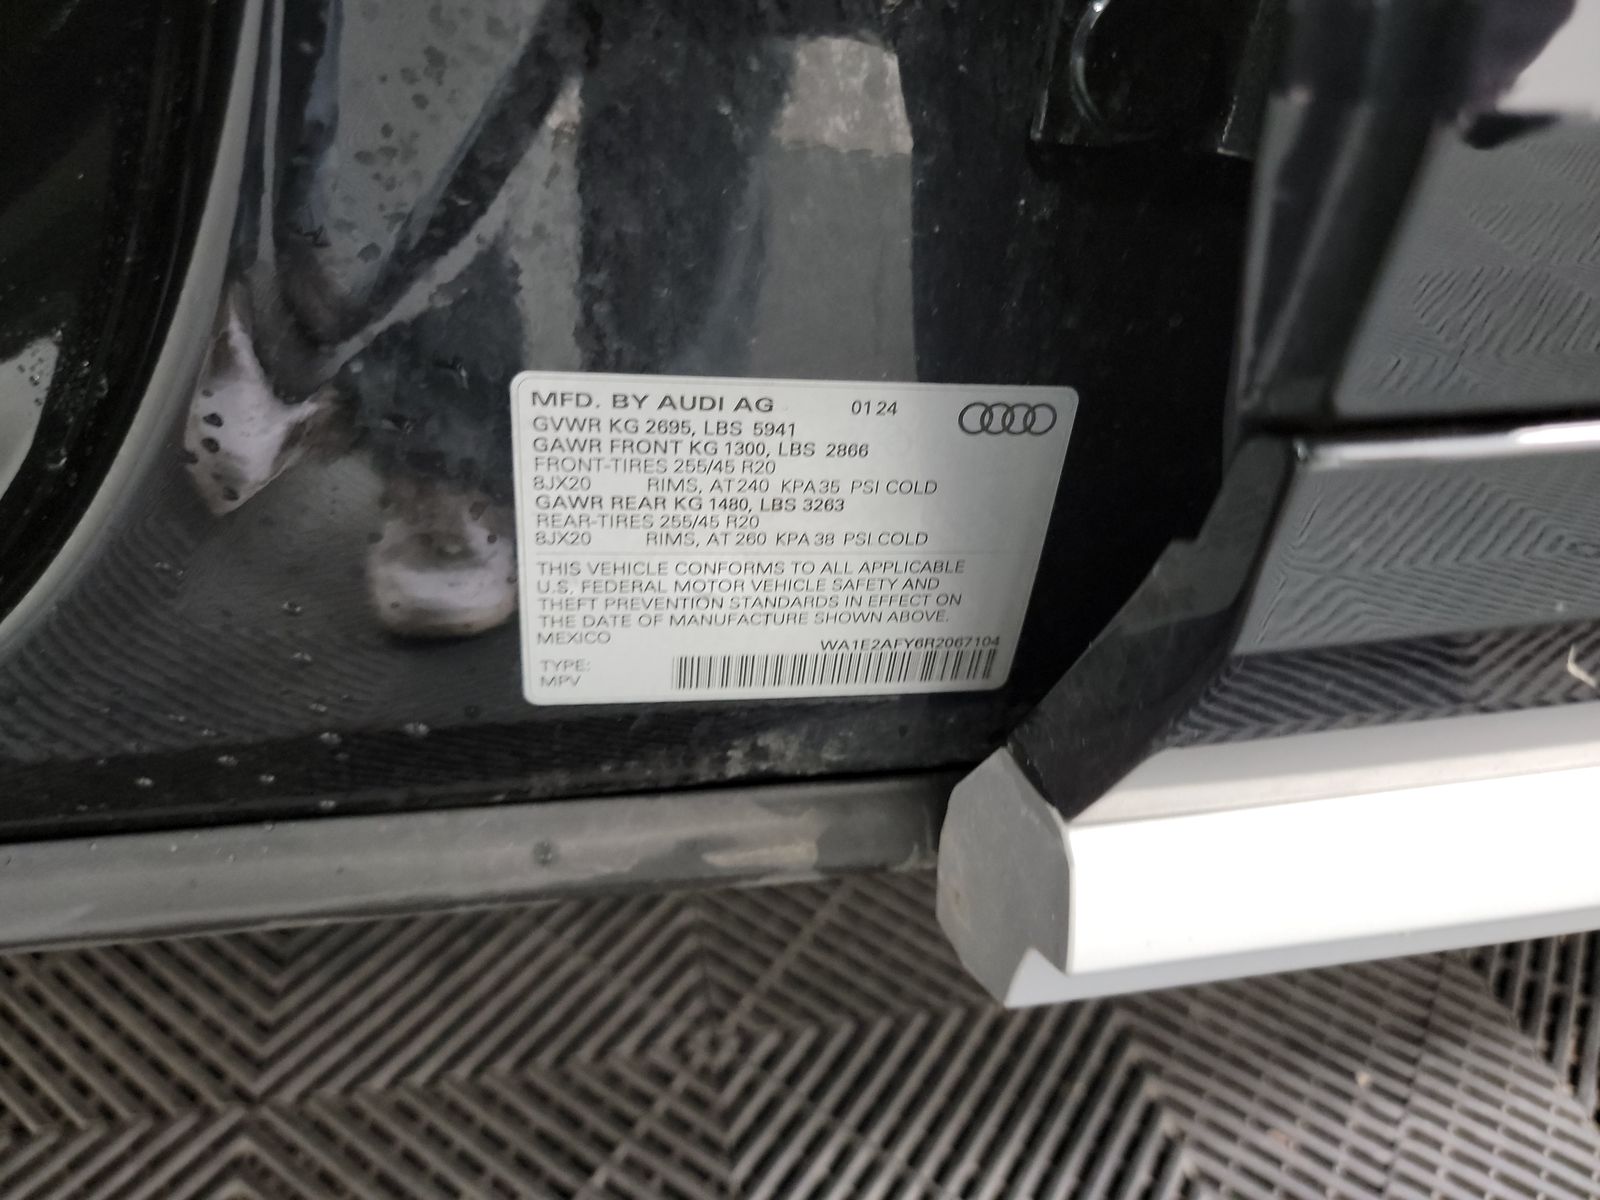 MFD. BY AUDI AG 01 24
GVWR KG 2695, LBS 5941
GAWR FRONT KG 1300, LBS 2866
FRONT-TIRES 255/45 R20
8JX20 RIMS, AT 240 KPA 35 PSI COLD
GAWR REAR KG 1480, LBS 3263
REAR-TIRES 255/45 R20
8JX20 RIMS, AT 260 KPA 38 PSI COLD
THIS VEHICLE CONFORMS TO ALL APPLICABLE
U.S. FEDERAL MOTOR VEHICLE SAFETY AND
THEFT PREVENTION STANDARDS IN EFFECT ON
THE DATE OF MANUFACTURE SHOWN ABOVE.
MEXICO WA1E2AFY6R2067104
TYPE:
MPV